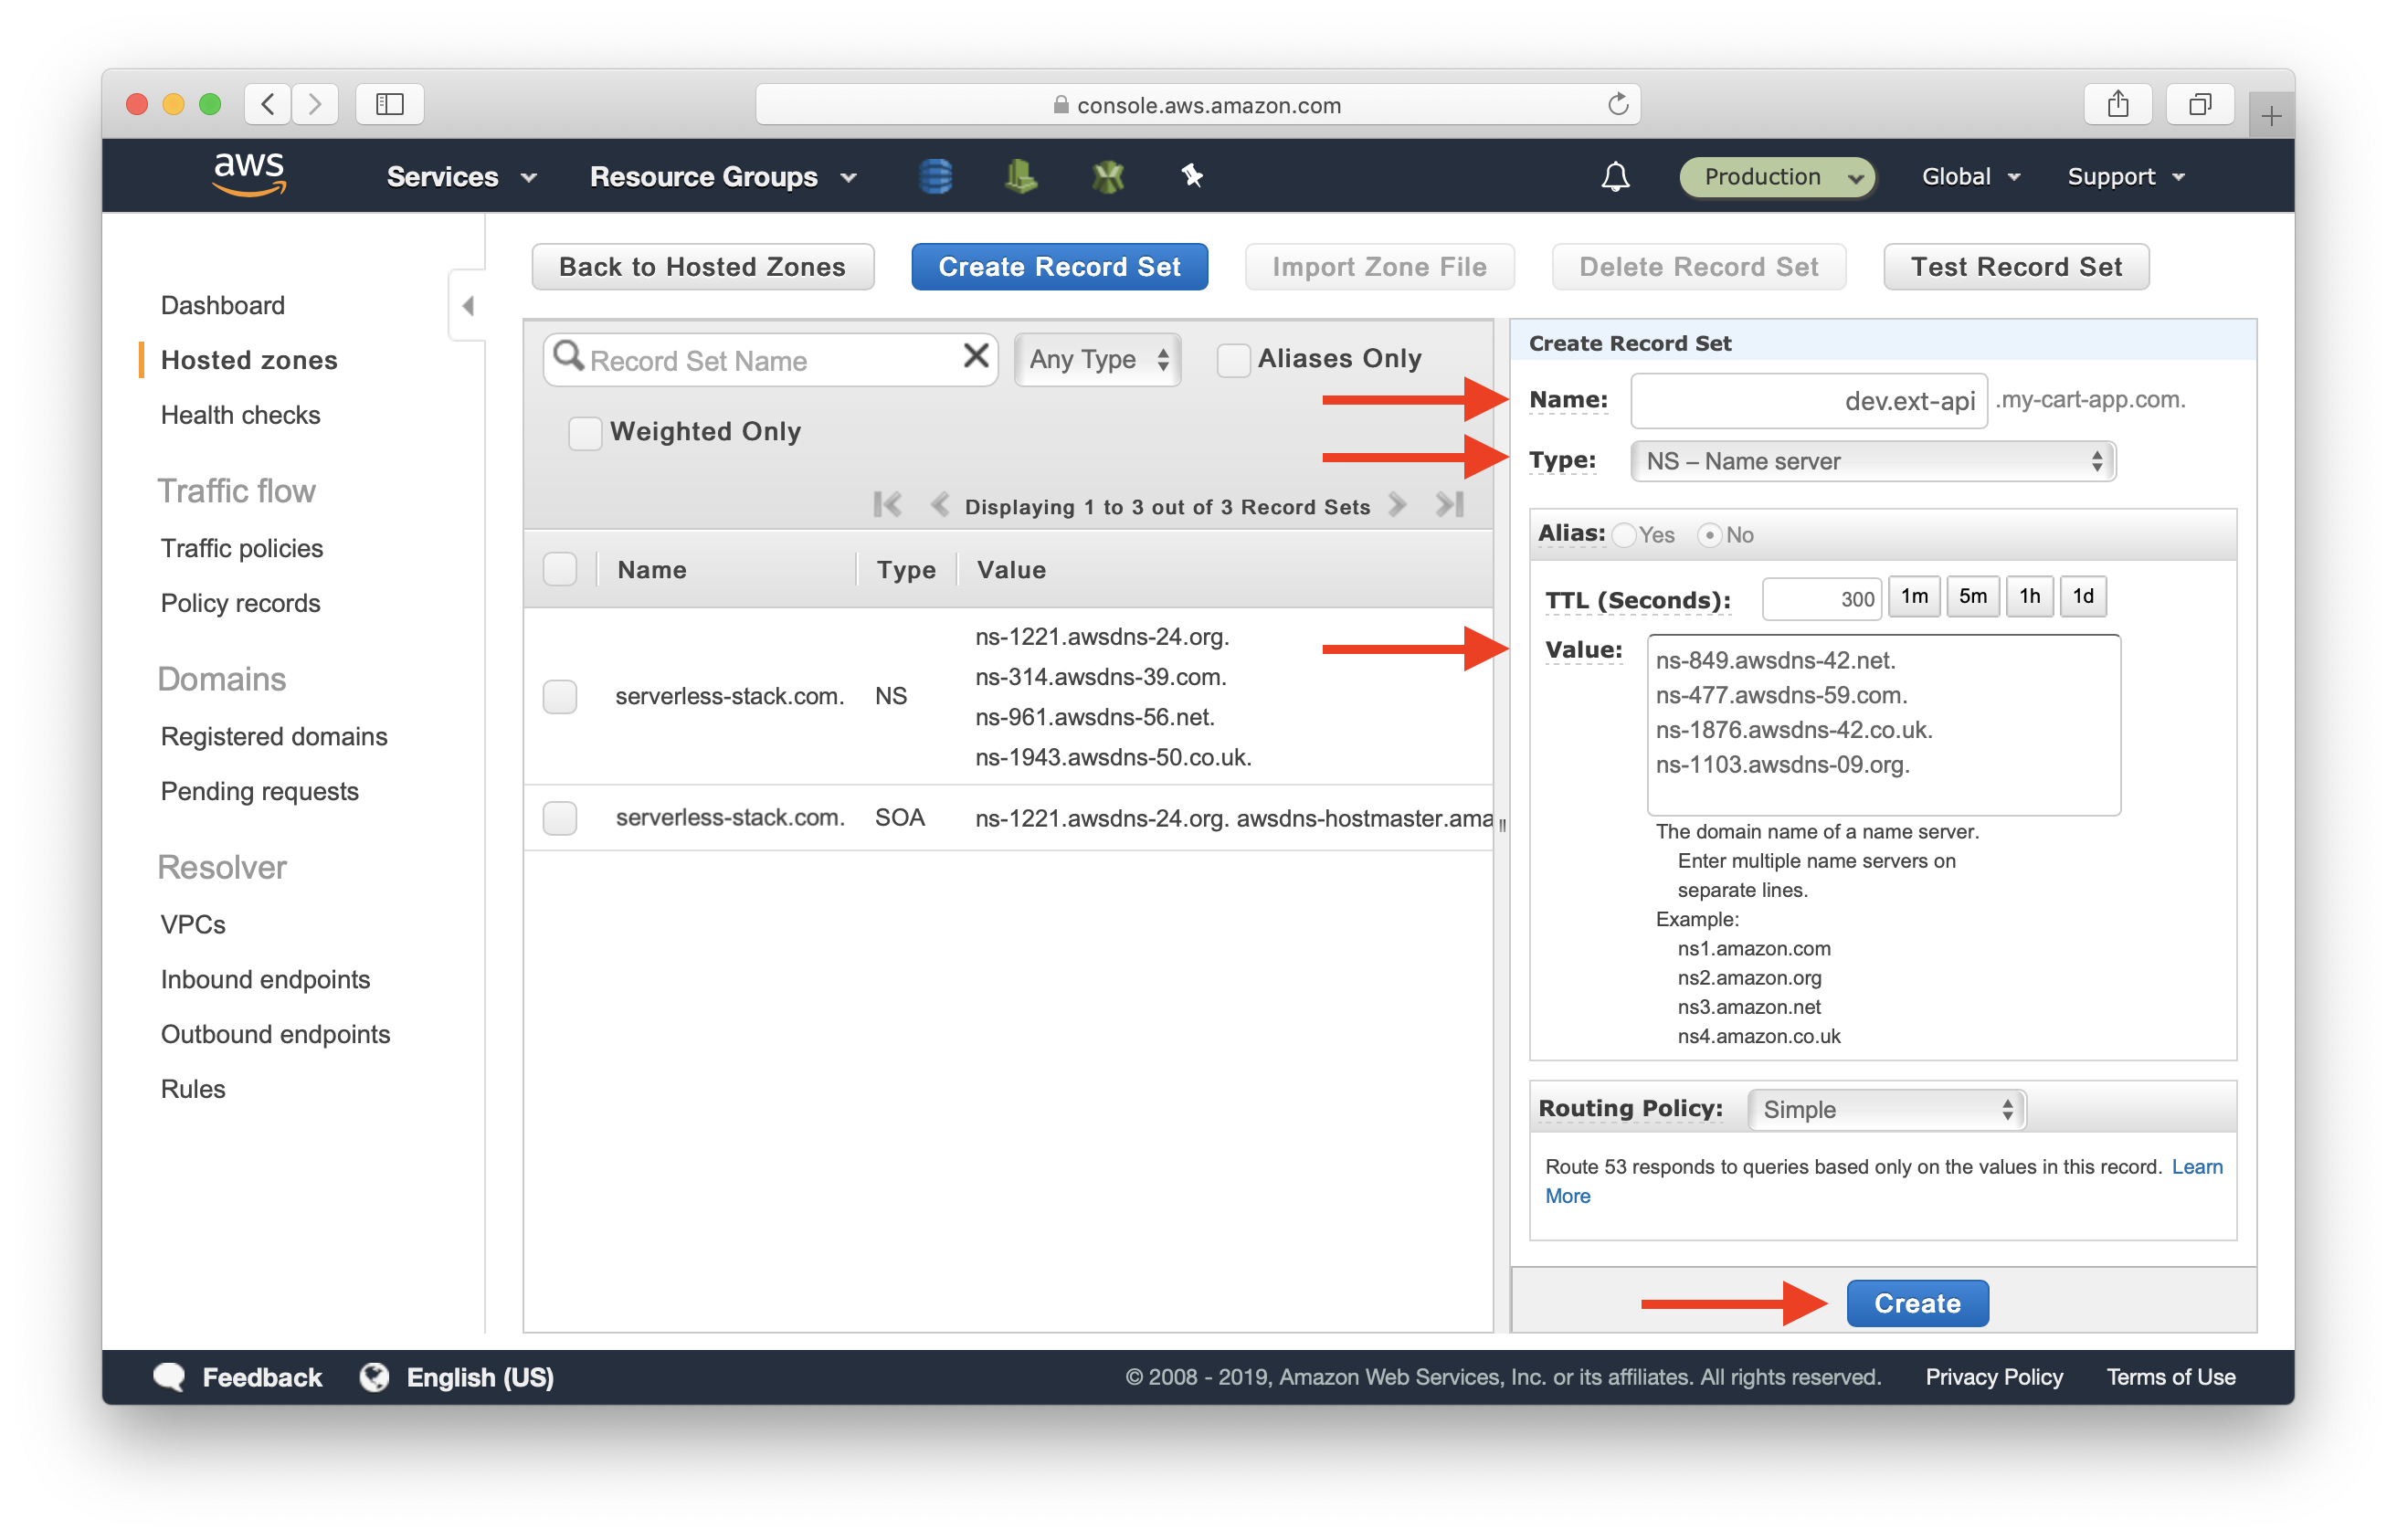 console.aws.amazon.com
aws Services Resource Groups Production Global Support
Back to Hosted Zones Create Record Set Import Zone File Delete Record Set Test Record Set
Dashboard
Hosted zones
Health checks
Traffic flow
Traffic policies
Policy records
Domains
Registered domains
Pending requests
Resolver
VPCs
Inbound endpoints
Outbound endpoints
Rules
Record Set Name Any Type Aliases Only
Weighted Only
Displaying 1 to 3 out of 3 Record Sets
Name Type Value
serverless-stack.com. NS
ns-1221.awsdns-24.org.
ns-314.awsdns-39.com.
ns-961.awsdns-56.net.
ns-1943.awsdns-50.co.uk.
serverless-stack.com. SOA ns-1221.awsdns-24.org. awsdns-hostmaster.ama
Create Record Set
Name: dev.ext-api .my-cart-app.com.
Type: NS – Name server
Alias: Yes No
TTL (Seconds): 300 1m 5m 1h 1d
Value: ns-849.awsdns-42.net.
ns-477.awsdns-59.com.
ns-1876.awsdns-42.co.uk.
ns-1103.awsdns-09.org.
The domain name of a name server.
Enter multiple name servers on
separate lines.
Example:
ns1.amazon.com
ns2.amazon.org
ns3.amazon.net
ns4.amazon.co.uk
Routing Policy: Simple
Route 53 responds to queries based only on the values in this record. Learn
More
Create
Feedback English (US) © 2008 - 2019, Amazon Web Services, Inc. or its affiliates. All rights reserved. Privacy Policy Terms of Use